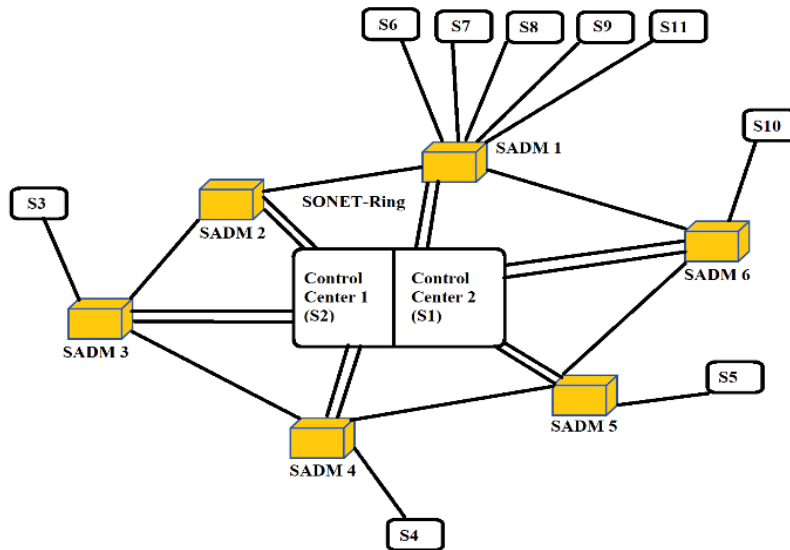 S6
S7
S8
S9
S11
S10
SADM 1
S3
SONET-Ring
SADM 2
Control
Center 1
(S2)
Control
Center 2
(S1)
SADM 6
SADM 3
S5
SADM 5
SADM 4
S4